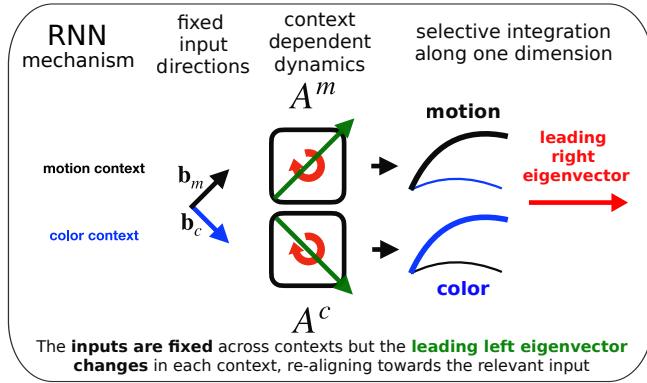 RNN
mechanism
fixed
input
directions
context
dependent
dynamics
selective integration
along one dimension
A^m
motion
leading
right
eigenvector
motion context
b_m
color context
b_c
color
A^c
The inputs are fixed across contexts but the leading left eigenvector
changes in each context, re-aligning towards the relevant input